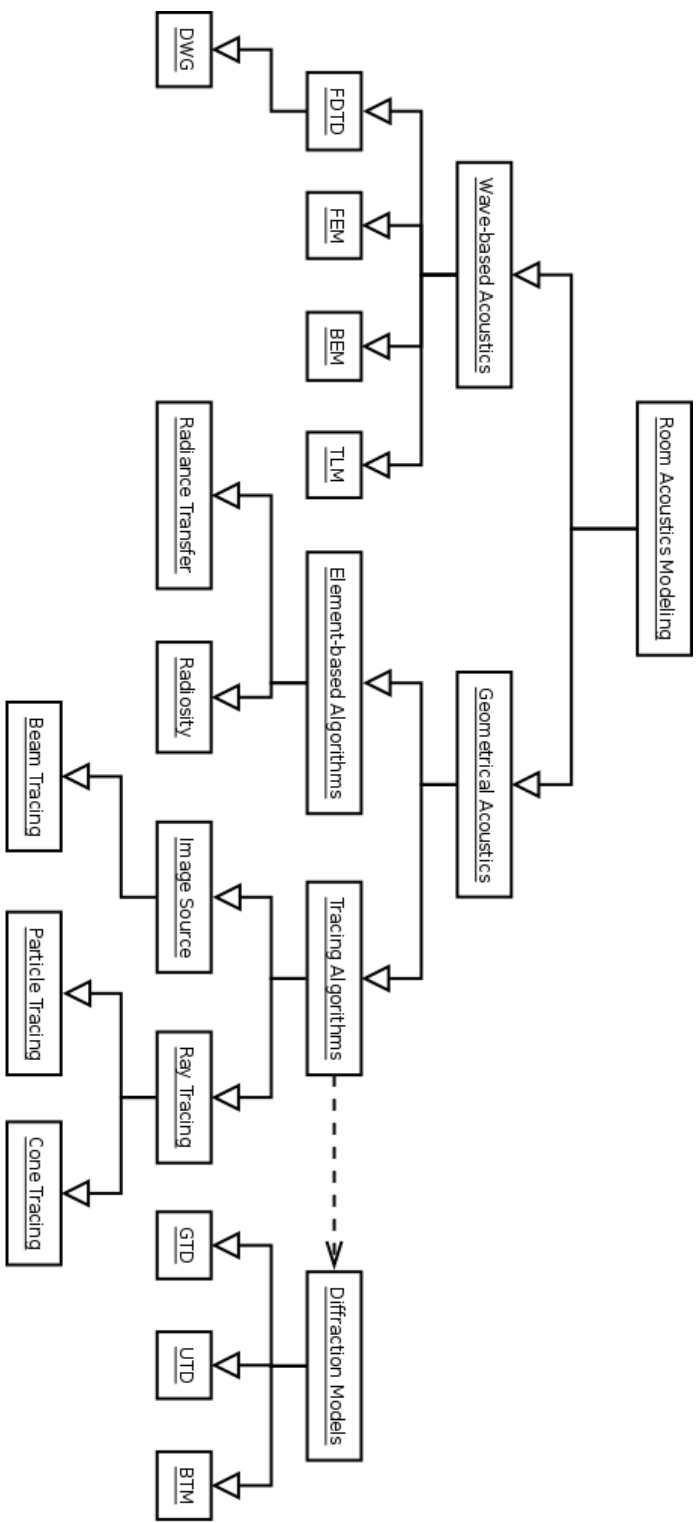 Room Acoustics Modeling
Wave-based Acoustics
Geometrical Acoustics
FDTD
FEM
BEM
TLM
Element-based Algorithms
Tracing Algorithms
Diffraction Models
DWG
Radiance Transfer
Radiosity
Image Source
Ray Tracing
GTD
UTD
BTM
Beam Tracing
Particle Tracing
Cone Tracing